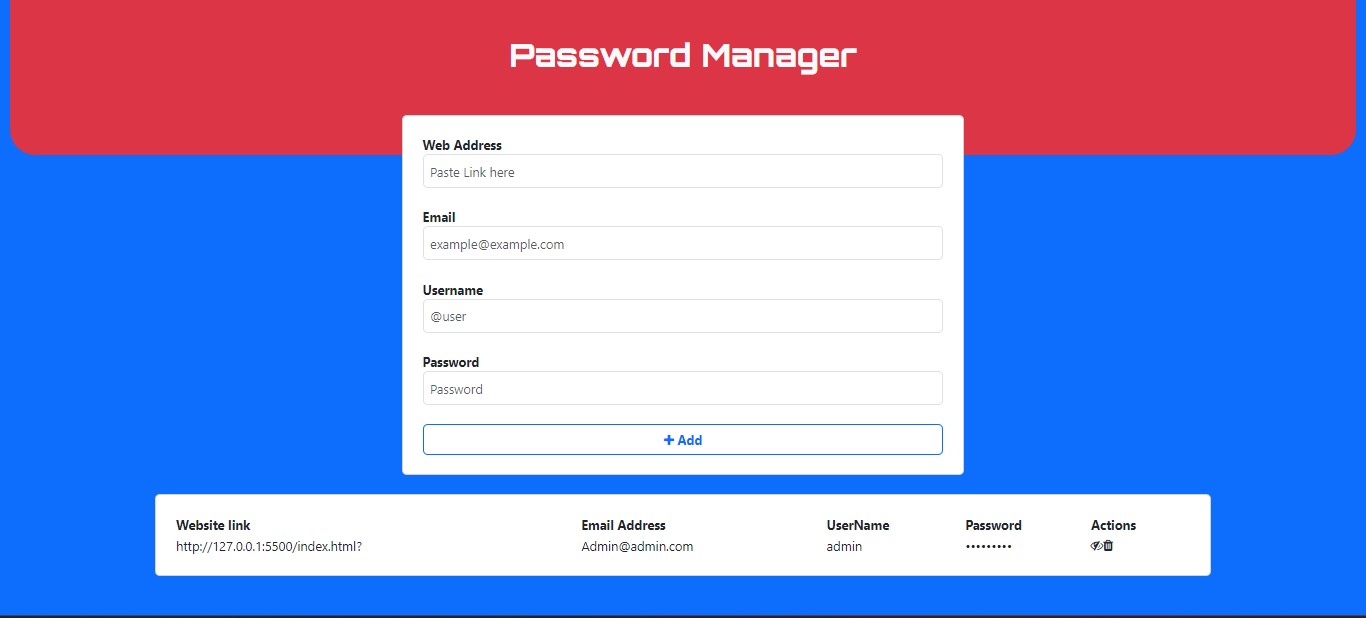 Password Manager
Web Address
Paste Link here
Email
example@example.com
Username
@user
Password
Password
+ Add
Website link Email Address UserName Password Actions
http://127.0.0.1:5500/index.html? Admin@admin.com admin •••••••••